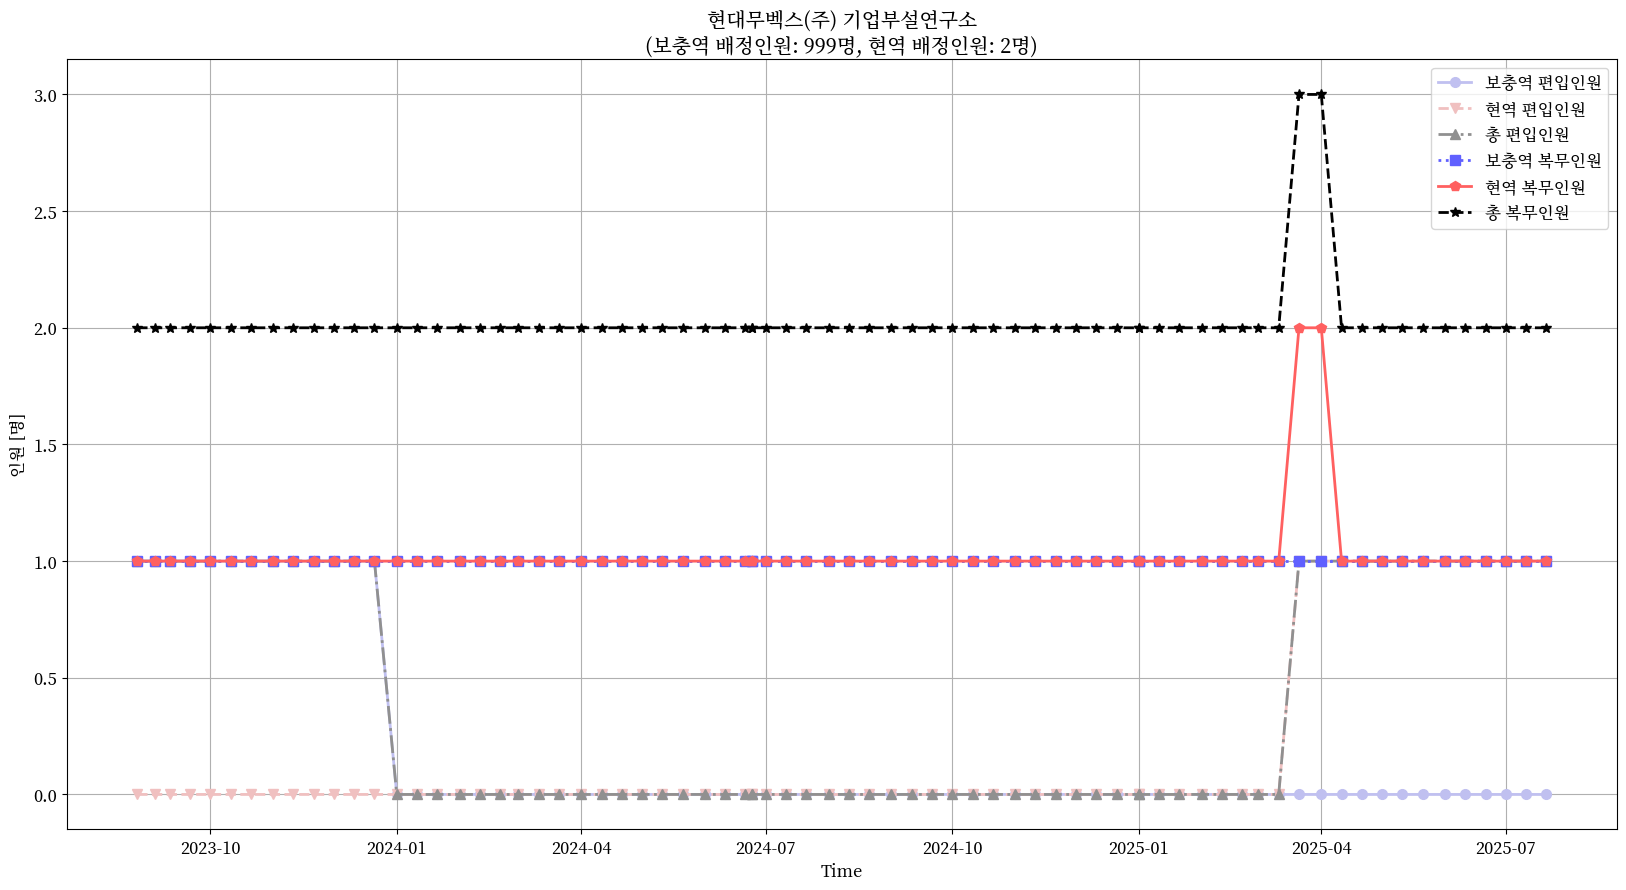 현대무벡스(주) 기업부설연구소
(보충역 배정인원: 999명, 현역 배정인원: 2명)
보충역 편입인원
현역 편입인원
총 편입인원
보충역 복무인원
현역 복무인원
총 복무인원
인원 [명]
3.0
2.5
2.0
1.5
1.0
0.5
0.0
2023-10
2024-01
2024-04
2024-07
2024-10
2025-01
2025-04
2025-07
Time